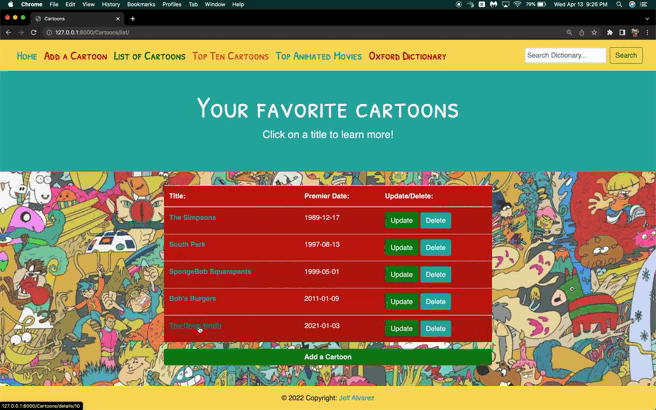 Chrome File Edit View History Bookmarks Profiles Tab Window Help
79% Wed Apr 13 9:26 PM
Cartoons
127.0.0.1:8000/Cartoons/list/
Home Add a Cartoon List of Cartoons Top Ten Cartoons Top Animated Movies Oxford Dictionary
Search Dictionary... Search
Your favorite cartoons
Click on a title to learn more!
Title: Premier Date: Update/Delete:
The Simpsons 1989-12-17 Update Delete
South Park 1997-08-13 Update Delete
SpongeBob Squarepants 1999-05-01 Update Delete
Bob's Burgers 2011-01-09 Update Delete
The Great North 2021-01-03 Update Delete
Add a Cartoon
© 2022 Copyright: Jeff Alvarez
127.0.0.1:8000/Cartoons/details/10